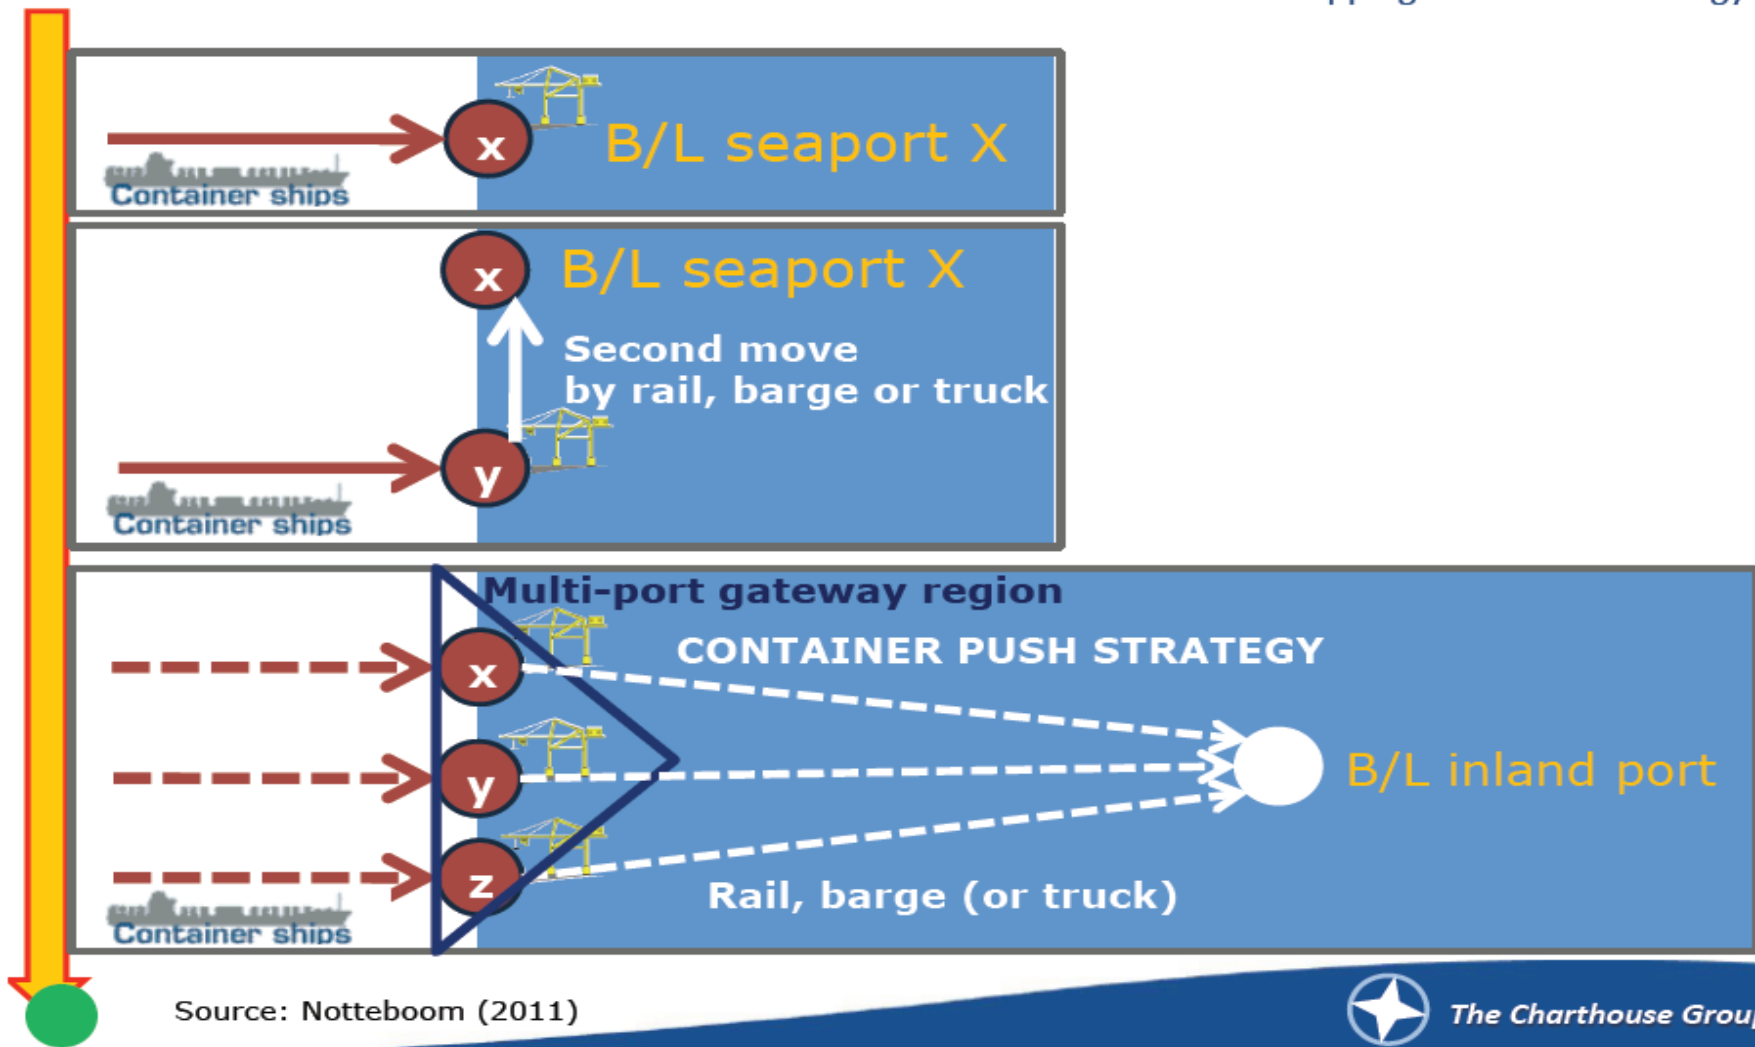 x
B/L seaport X
Container ships
x
B/L seaport X
Second move
by rail, barge or truck
y
Container ships
Multi-port gateway region
CONTAINER PUSH STRATEGY
x
y
B/L inland port
z
Rail, barge (or truck)
Container ships
Source: Notteboom (2011)
The Charthouse Group